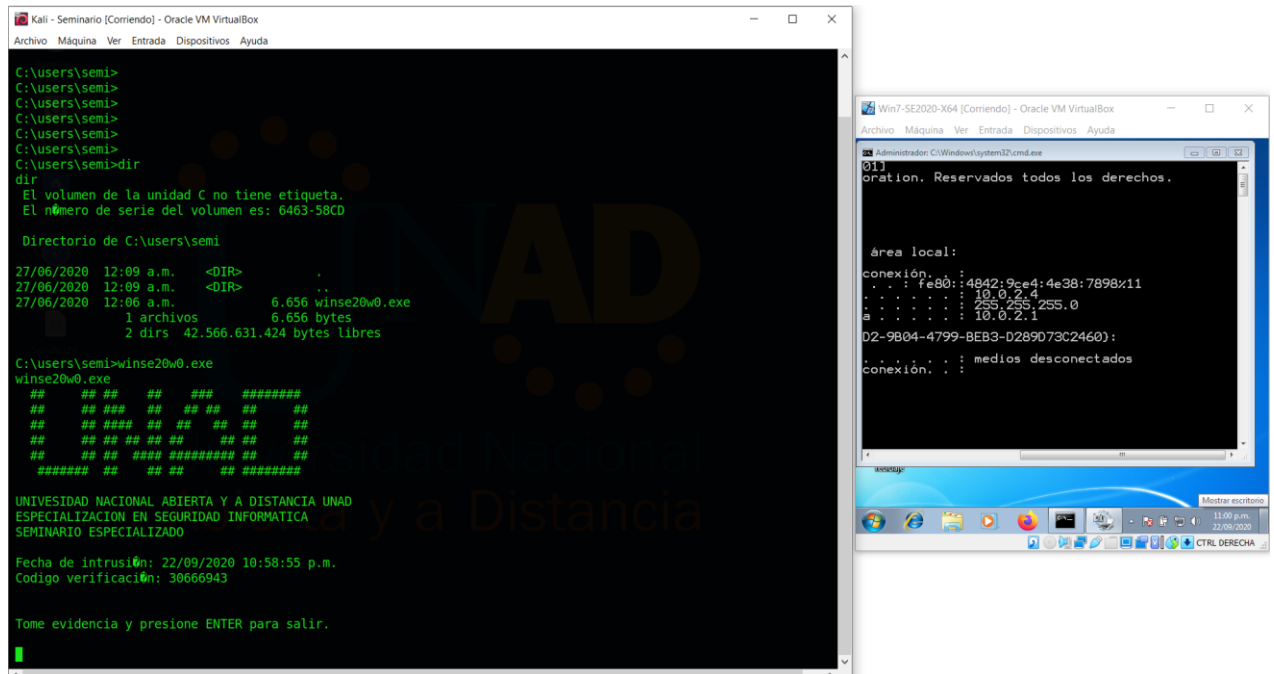 Kali - Seminario [Corriendo] - Oracle VM VirtualBox
Archivo Máquina Ver Entrada Dispositivos Ayuda
C:\users\semi>
C:\users\semi>
C:\users\semi>
C:\users\semi>
C:\users\semi>
C:\users\semi>
C:\users\semi>dir
dir
El volumen de la unidad C no tiene etiqueta.
El n�mero de serie del volumen es: 6463-58CD
Directorio de C:\users\semi
27/06/2020 12:09 a.m. <DIR> .
27/06/2020 12:09 a.m. <DIR> ..
27/06/2020 12:06 a.m. 6.656 winse20w0.exe
1 archivos 6.656 bytes
2 dirs 42.566.631.424 bytes libres
C:\users\semi>winse20w0.exe
winse20w0.exe
UNAD
UNIVESIDAD NACIONAL ABIERTA Y A DISTANCIA UNAD
ESPECIALIZACION EN SEGURIDAD INFORMATICA
SEMINARIO ESPECIALIZADO
Fecha de intrusi�n: 22/09/2020 10:58:55 p.m.
Codigo verificaci�n: 30666943
Tome evidencia y presione ENTER para salir.
Win7-SE2020-X64 [Corriendo] - Oracle VM VirtualBox
Archivo Máquina Ver Entrada Dispositivos Ayuda
Administrador: C:\Windows\system32\cmd.exe
01]
oration. Reservados todos los derechos.
área local:
conexión. . :
. . : fe80::4842:9ce4:4e38:7898%11
. . . . . . : 10.0.2.4
. . . . . . : 255.255.255.0
a . . . . . : 10.0.2.1
D2-9B04-4799-BEB3-D289D73C2460}:
. . . . . . : medios desconectados
conexión. . :
Mostrar escritorio
11:00 p.m.
22/09/2020
CTRL DERECHA